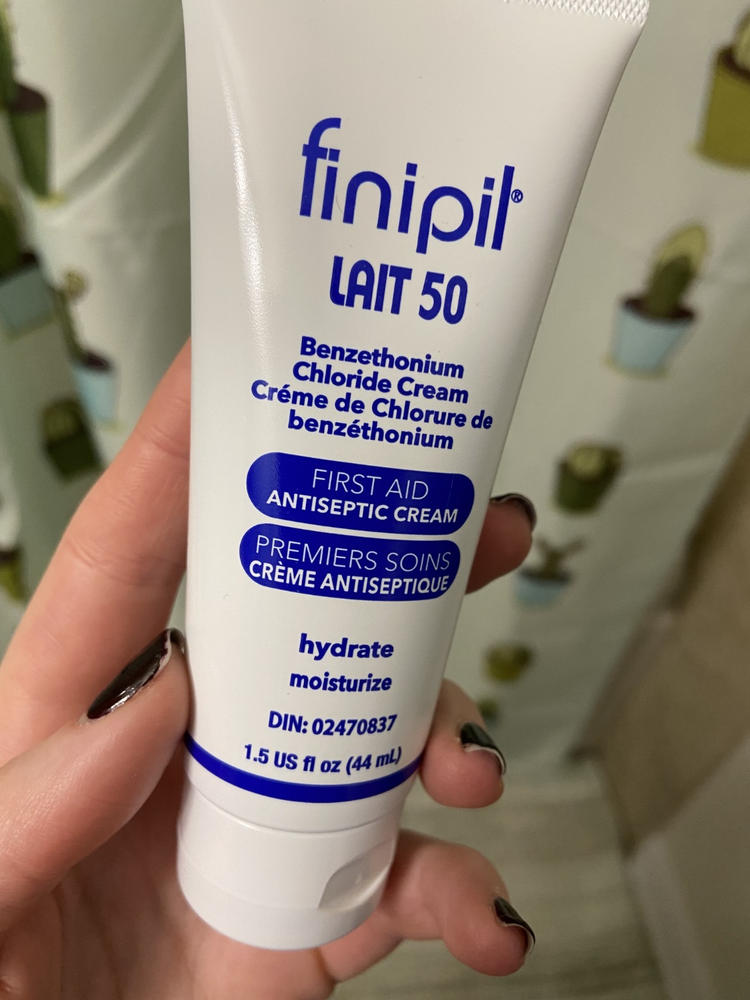 finipil®
LAIT 50
Benzethonium
Chloride Cream
Créme de Chlorure de
benzéthonium
FIRST AID
ANTISEPTIC CREAM
PREMIERS SOINS
CRÈME ANTISEPTIQUE
hydrate
moisturize
DIN: 02470837
1.5 US fl oz (44 mL)